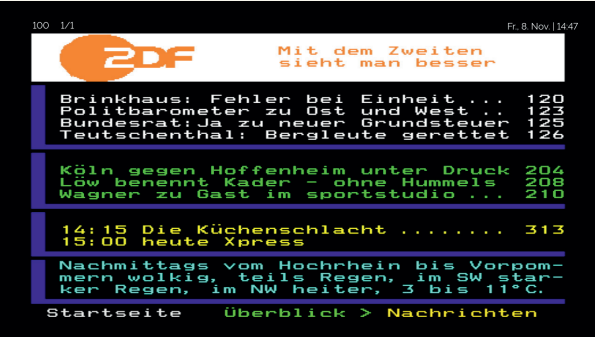 100 1/1 Fr., 8. Nov. | 14:47
ZDF
Mit dem Zweiten
sieht man besser
Brinkhaus: Fehler bei Einheit ... 120
Politbarometer zu Ost und West .. 123
Bundesrat:Ja zu neuer Grundsteuer 125
Teutschenthal: Bergleute gerettet 126
Köln gegen Hoffenheim unter Druck 204
Löw benennt Kader - ohne Hummels 208
Wagner zu Gast im sportstudio ... 210
14:15 Die Küchenschlacht ........ 313
15:00 heute Xpress
Nachmittags vom Hochrhein bis Vorpom-
mern wolkig, teils Regen, im SW star-
ker Regen, im NW heiter, 3 bis 11°C.
Startseite Überblick > Nachrichten